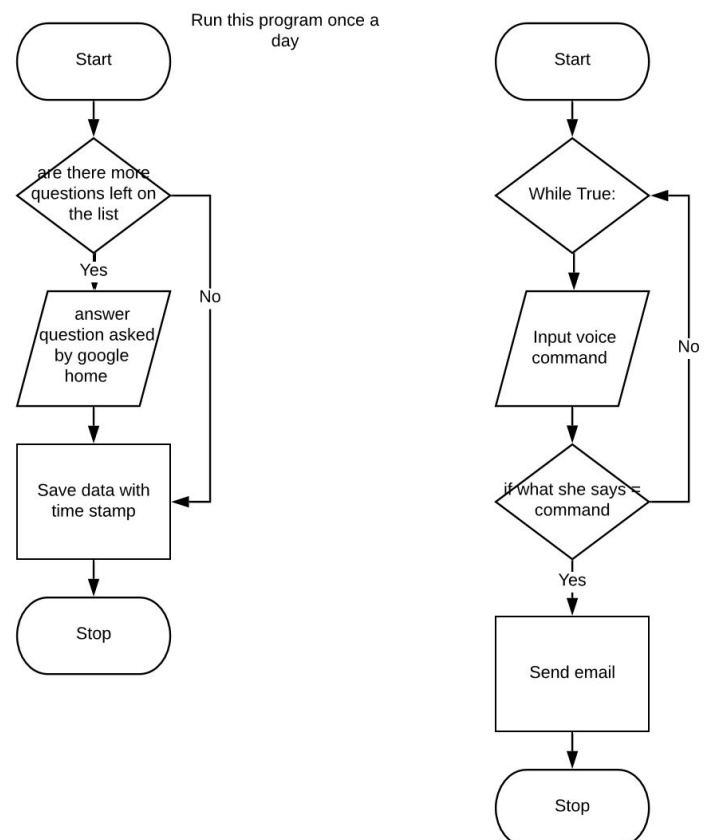 Run this program once a
day
Start
are there more
questions left on
the list
Yes
No
answer
question asked
by google
home
Save data with
time stamp
Stop
Start
While True:
Input voice
command
No
if what she says =
command
Yes
Send email
Stop